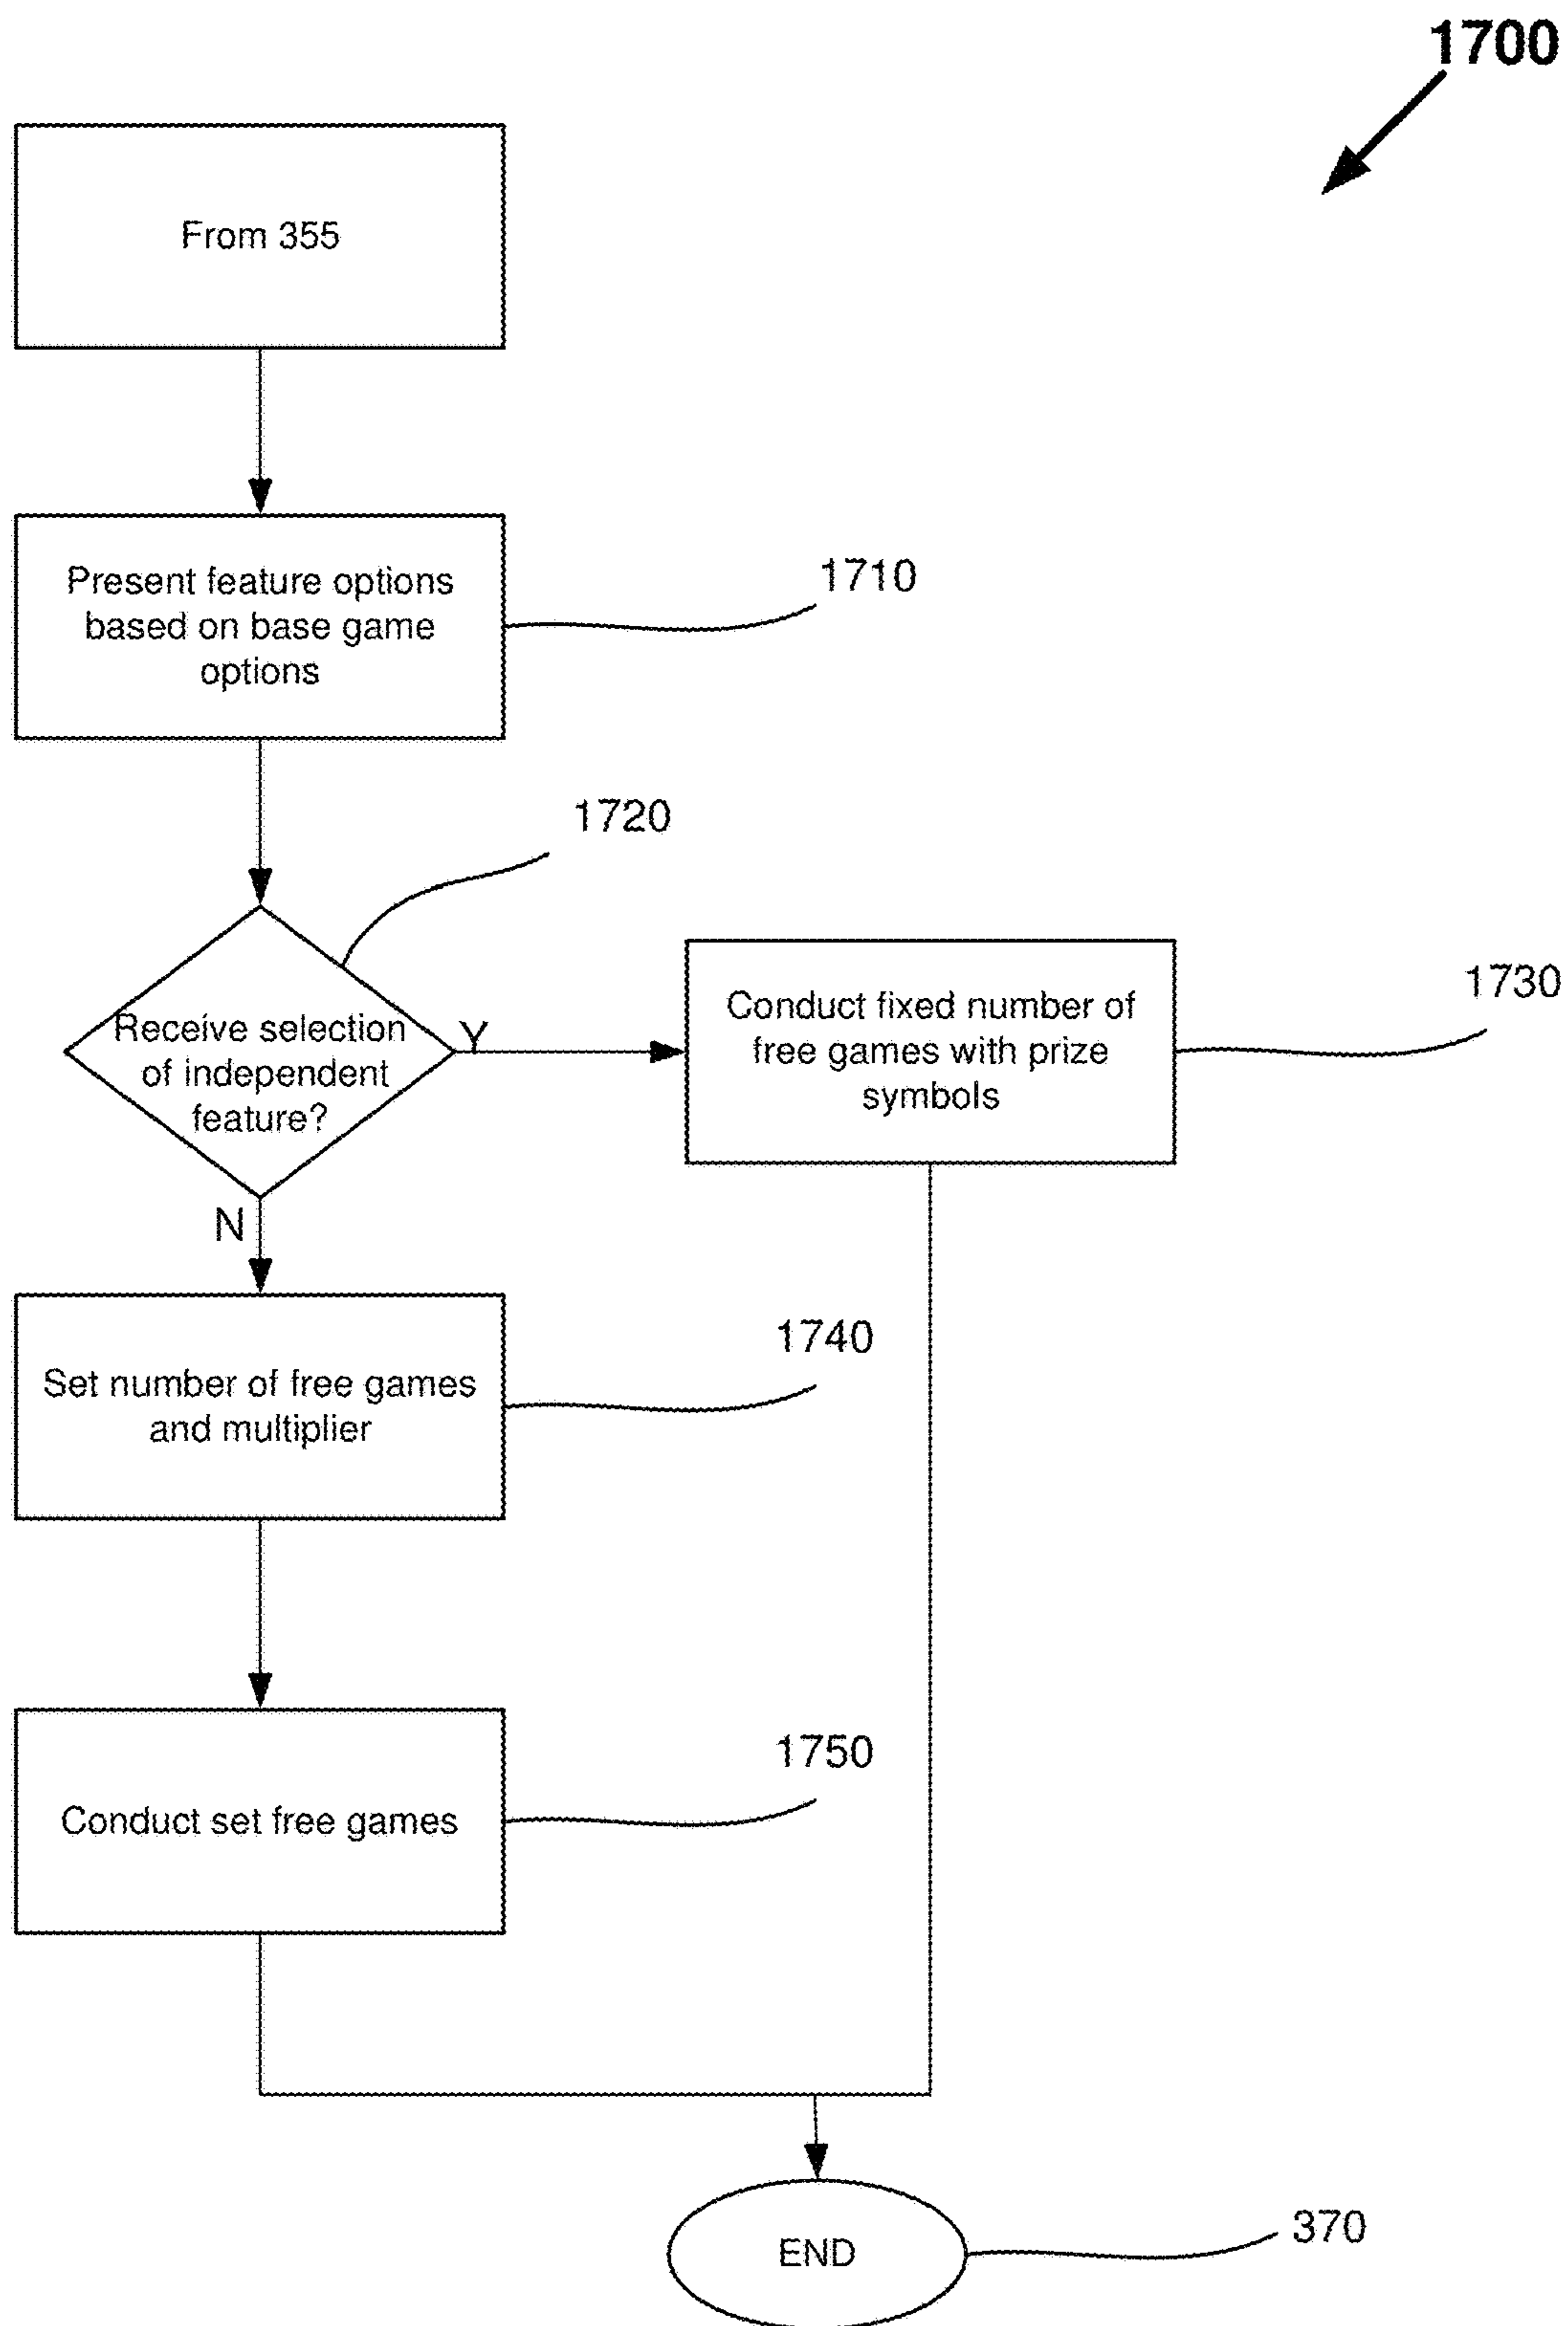 1700
From 355
Present feature options
based on base game
options
1710
1720
Receive selection
of independent
feature?
Y
Conduct fixed number of
free games with prize
symbols
1730
N
Set number of free games
and multiplier
1740
Conduct set free games
1750
END
370